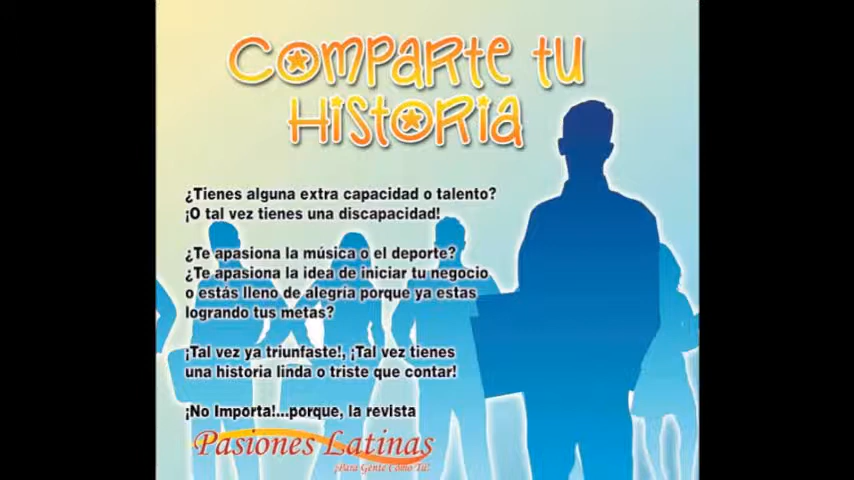 Comparte tu
Historia
¿Tienes alguna extra capacidad o talento?
¡O tal vez tienes una discapacidad!
¿Te apasiona la música o el deporte?
¿Te apasiona la idea de iniciar tu negocio
o estás lleno de alegría porque ya estas
logrando tus metas?
¡Tal vez ya triunfaste!, ¡Tal vez tienes
una historia linda o triste que contar!
¡No Importa!...porque, la revista
Pasiones Latinas
¡Para Gente Como Tu!